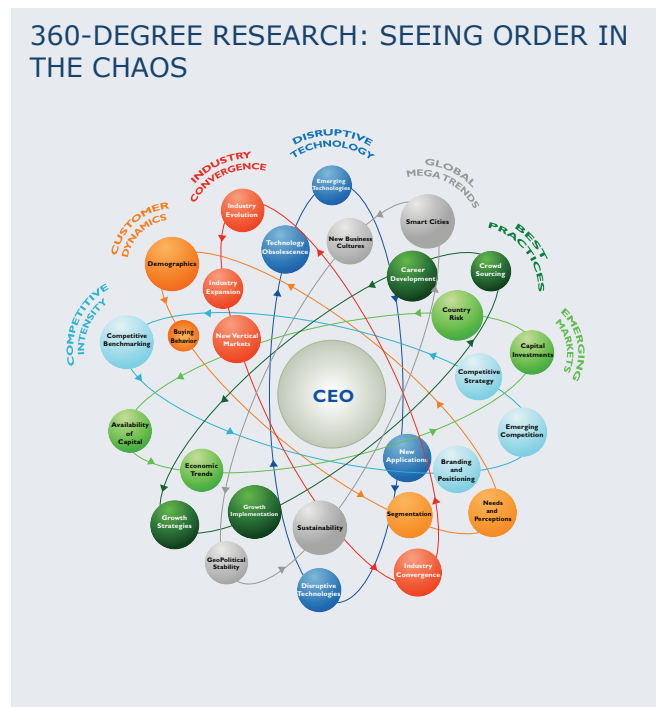 360-DEGREE RESEARCH: SEEING ORDER IN
THE CHAOS
DISRUPTIVE
TECHNOLOGY
INDUSTRY
CONVERGENCE
GLOBAL
MEGA TRENDS
CUSTOMER
DYNAMICS
BEST
PRACTICES
COMPETITIVE
INTENSITY
EMERGING
MARKETS
Emerging
Technologies
Industry
Evolution
Smart Cities
New Business
Cultures
Technology
Obsolescence
Demographics
Career
Development
Crowd
Sourcing
Industry
Expansion
Country
Risk
Buying
Behavior
New Vertical
Markets
Competitive
Benchmarking
Capital
Investments
Competitive
Strategy
CEO
Availability
of
Capital
Emerging
Competition
New
Applications
Economic
Trends
Branding
and
Positioning
Growth
Strategies
Growth
Implementation
Sustainability
Segmentation
Needs
and
Perceptions
GeoPolitical
Stability
Industry
Convergence
Disruptive
Technologies